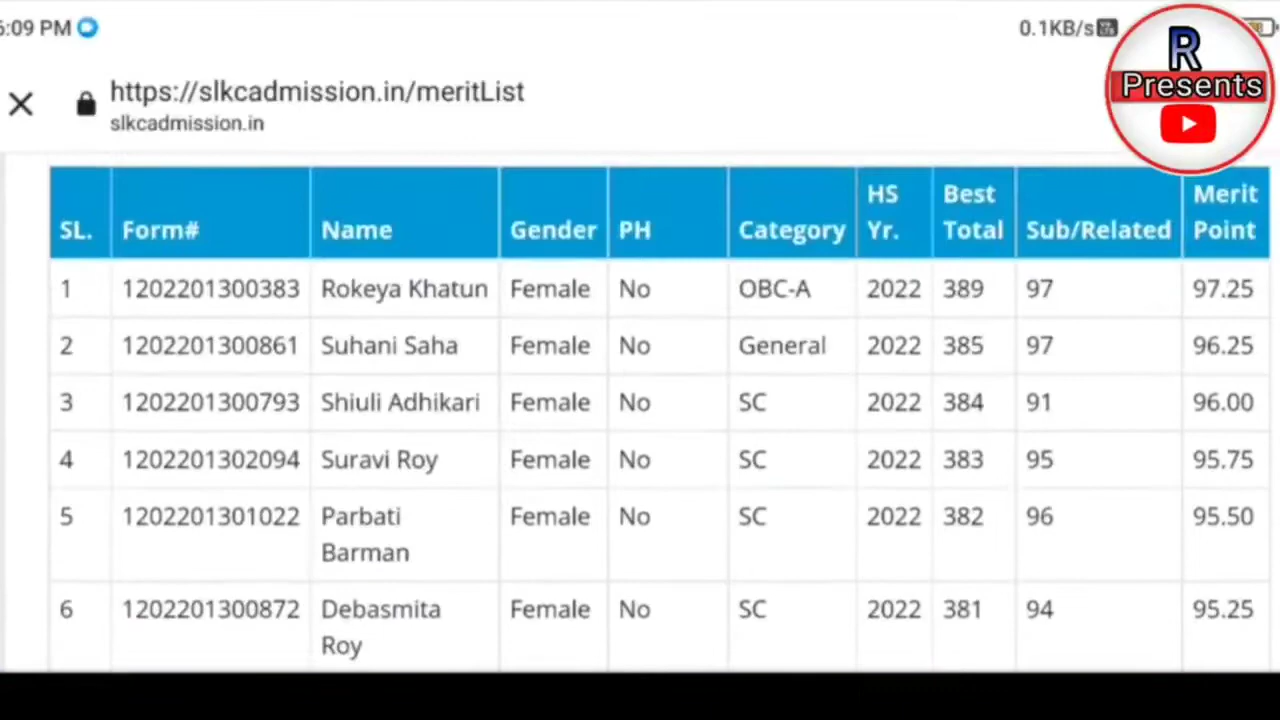 6:09 PM
0.1KB/s
R
Presents
https://slkcadmission.in/meritList
slkcadmission.in
SL. Form# Name Gender PH Category HS Yr. Best Total Sub/Related Merit Point
1 1202201300383 Rokeya Khatun Female No OBC-A 2022 389 97 97.25
2 1202201300861 Suhani Saha Female No General 2022 385 97 96.25
3 1202201300793 Shiuli Adhikari Female No SC 2022 384 91 96.00
4 1202201302094 Suravi Roy Female No SC 2022 383 95 95.75
5 1202201301022 Parbati Barman Female No SC 2022 382 96 95.50
6 1202201300872 Debasmita Roy Female No SC 2022 381 94 95.25